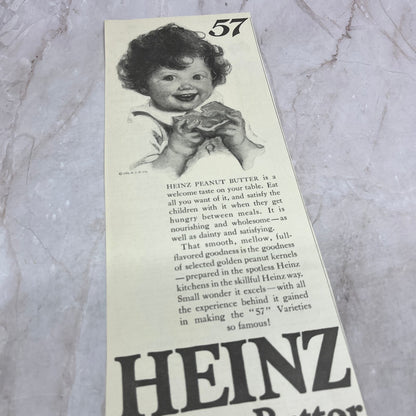 57
HEINZ PEANUT BUTTER is a
welcome taste on your table. Eat
all you want of it, and satisfy the
children with it when they get
hungry between meals. It is
nourishing and wholesome—as
well as dainty and satisfying.
That smooth, mellow, full-
flavored goodness is the goodness
of selected golden peanut kernels
—prepared in the spotless Heinz
kitchens in the skillful Heinz way.
Small wonder it excels—with all
the experience behind it gained
in making the "57" Varieties
so famous!
HEINZ
Butter